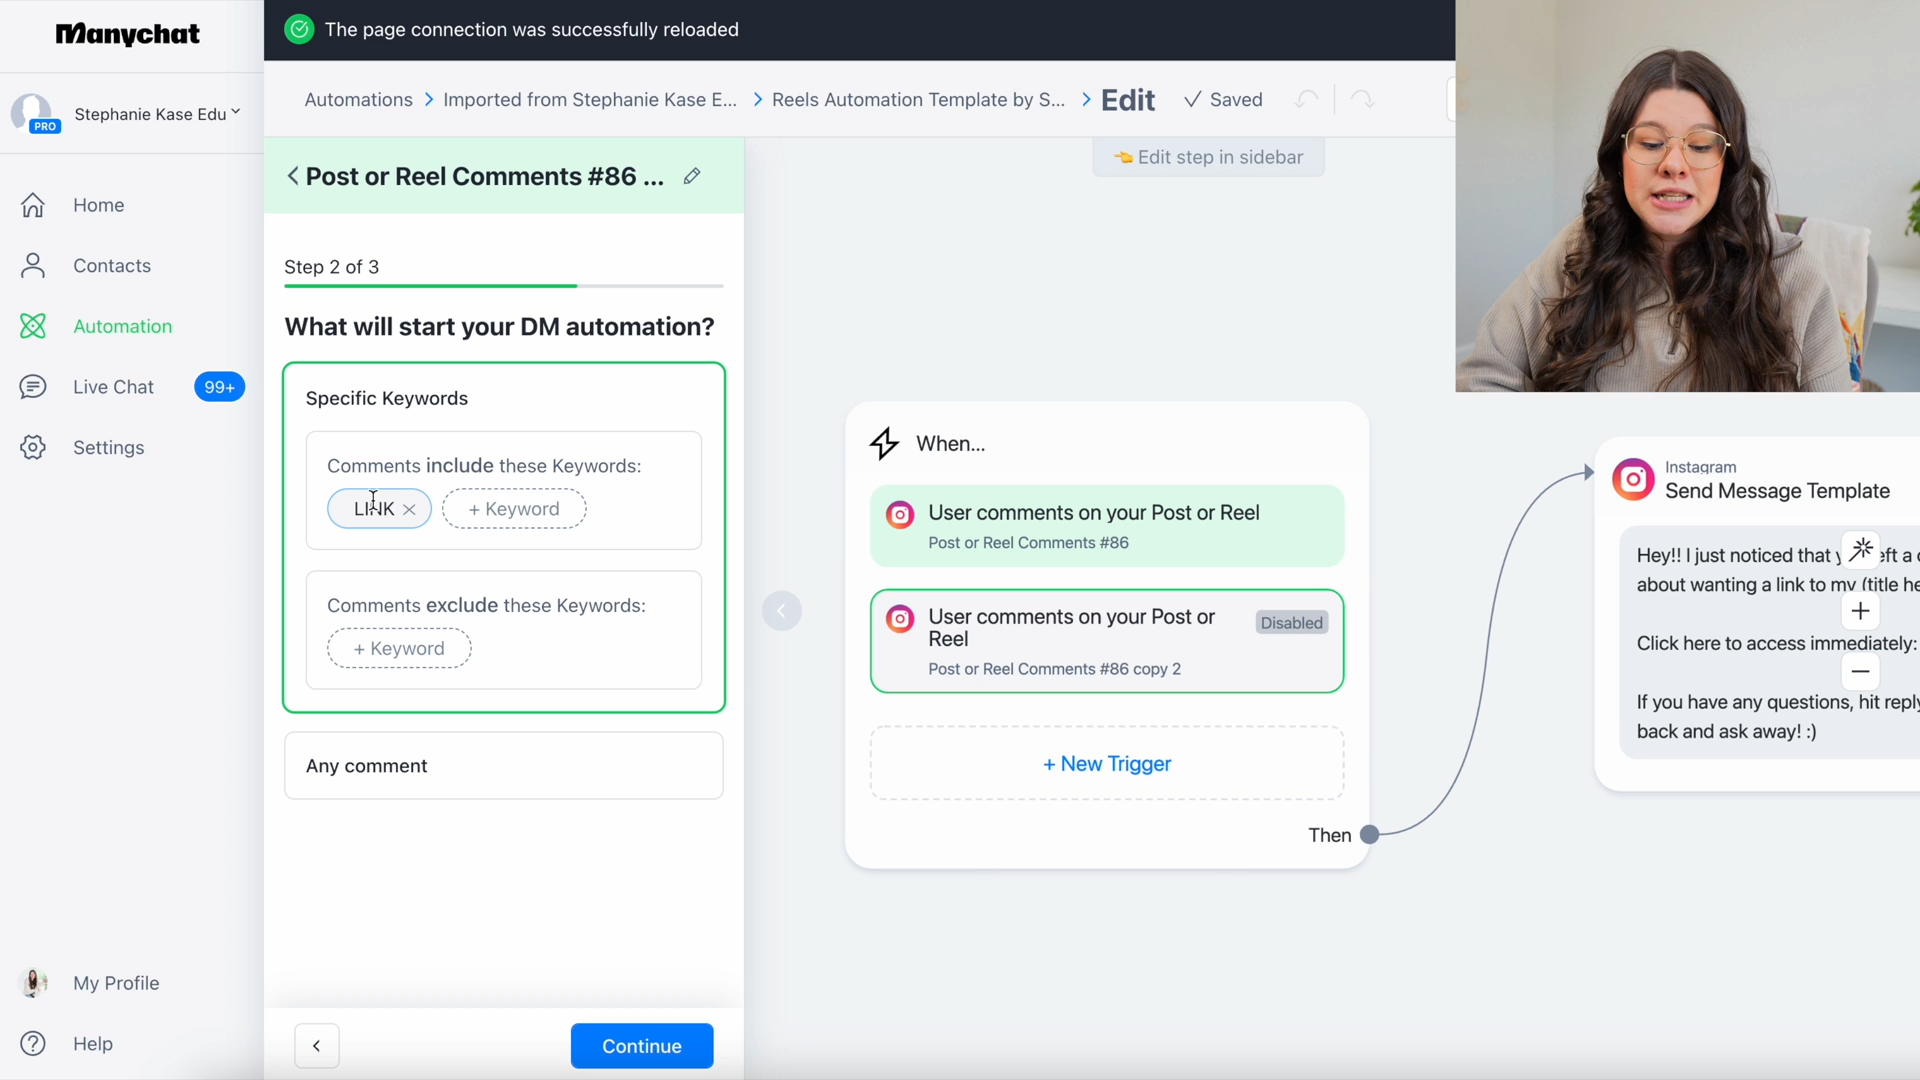 Manychat
The page connection was successfully reloaded
Stephanie Kase Edu
PRO
Automations > Imported from Stephanie Kase E... > Reels Automation Template by S... > Edit
Saved
Edit step in sidebar
Home
Contacts
Automation
Live Chat
99+
Settings
My Profile
Help
Post or Reel Comments #86 ...
Step 2 of 3
What will start your DM automation?
Specific Keywords
Comments include these Keywords:
LINK
+ Keyword
Comments exclude these Keywords:
+ Keyword
Any comment
Continue
When...
User comments on your Post or Reel
Post or Reel Comments #86
User comments on your Post or
Reel
Disabled
Post or Reel Comments #86 copy 2
+ New Trigger
Then
Instagram
Send Message Template
Hey!! I just noticed that
about wanting a link to my (title
Click here to access immediately:
If you have any questions, hit reply
back and ask away! :)